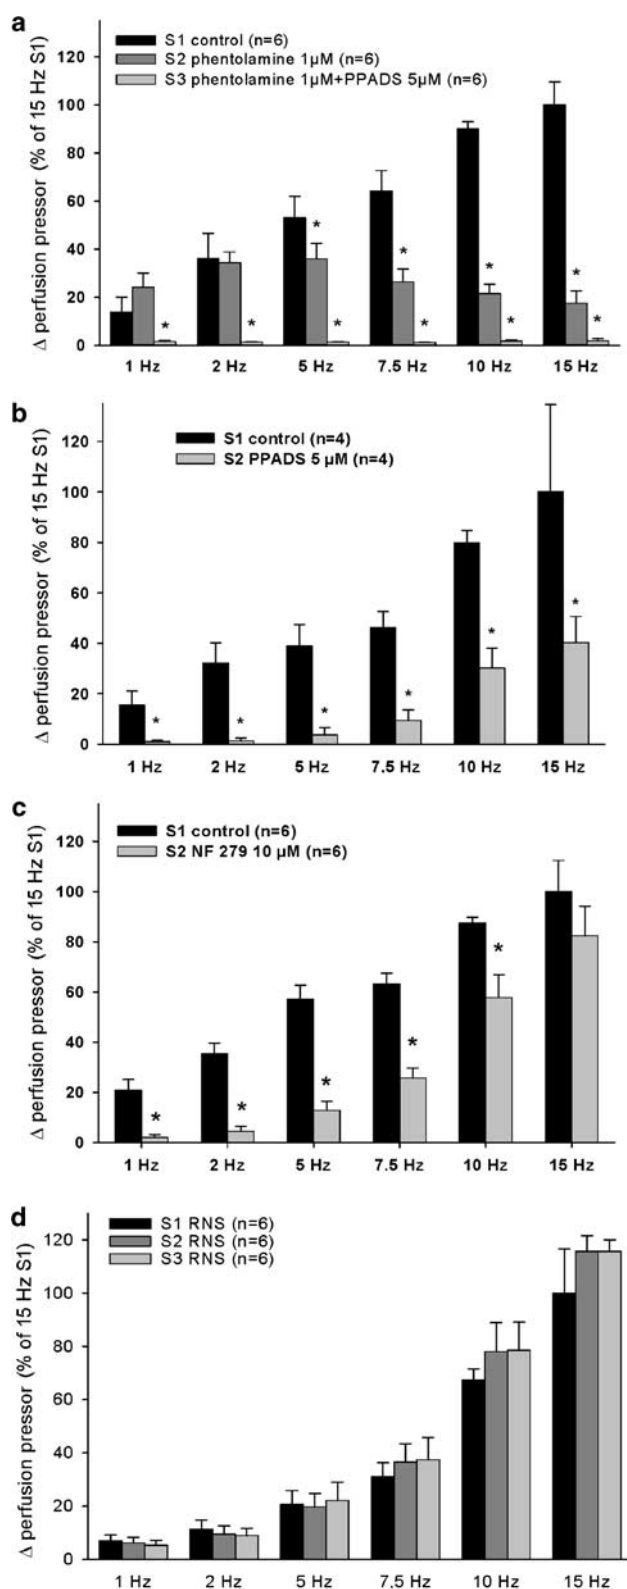 a
S1 control (n=6)
S2 phentolamine 1µM (n=6)
S3 phentolamine 1µM+PPADS 5µM (n=6)
Δ perfusion pressor (% of 15 Hz S1)
120
100
80
60
40
20
0
* * * * * * * * * *
1 Hz 2 Hz 5 Hz 7.5 Hz 10 Hz 15 Hz
b
S1 control (n=4)
S2 PPADS 5 µM (n=4)
Δ perfusion pressor (% of 15 Hz S1)
120
100
80
60
40
20
0
* * * * * *
1 Hz 2 Hz 5 Hz 7.5 Hz 10 Hz 15 Hz
c
S1 control (n=6)
S2 NF 279 10 µM (n=6)
Δ perfusion pressor (% of 15 Hz S1)
120
100
80
60
40
20
0
* * * * *
1 Hz 2 Hz 5 Hz 7.5 Hz 10 Hz 15 Hz
d
S1 RNS (n=6)
S2 RNS (n=6)
S3 RNS (n=6)
Δ perfusion pressor (% of 15 Hz S1)
120
100
80
60
40
20
0
1 Hz 2 Hz 5 Hz 7.5 Hz 10 Hz 15 Hz